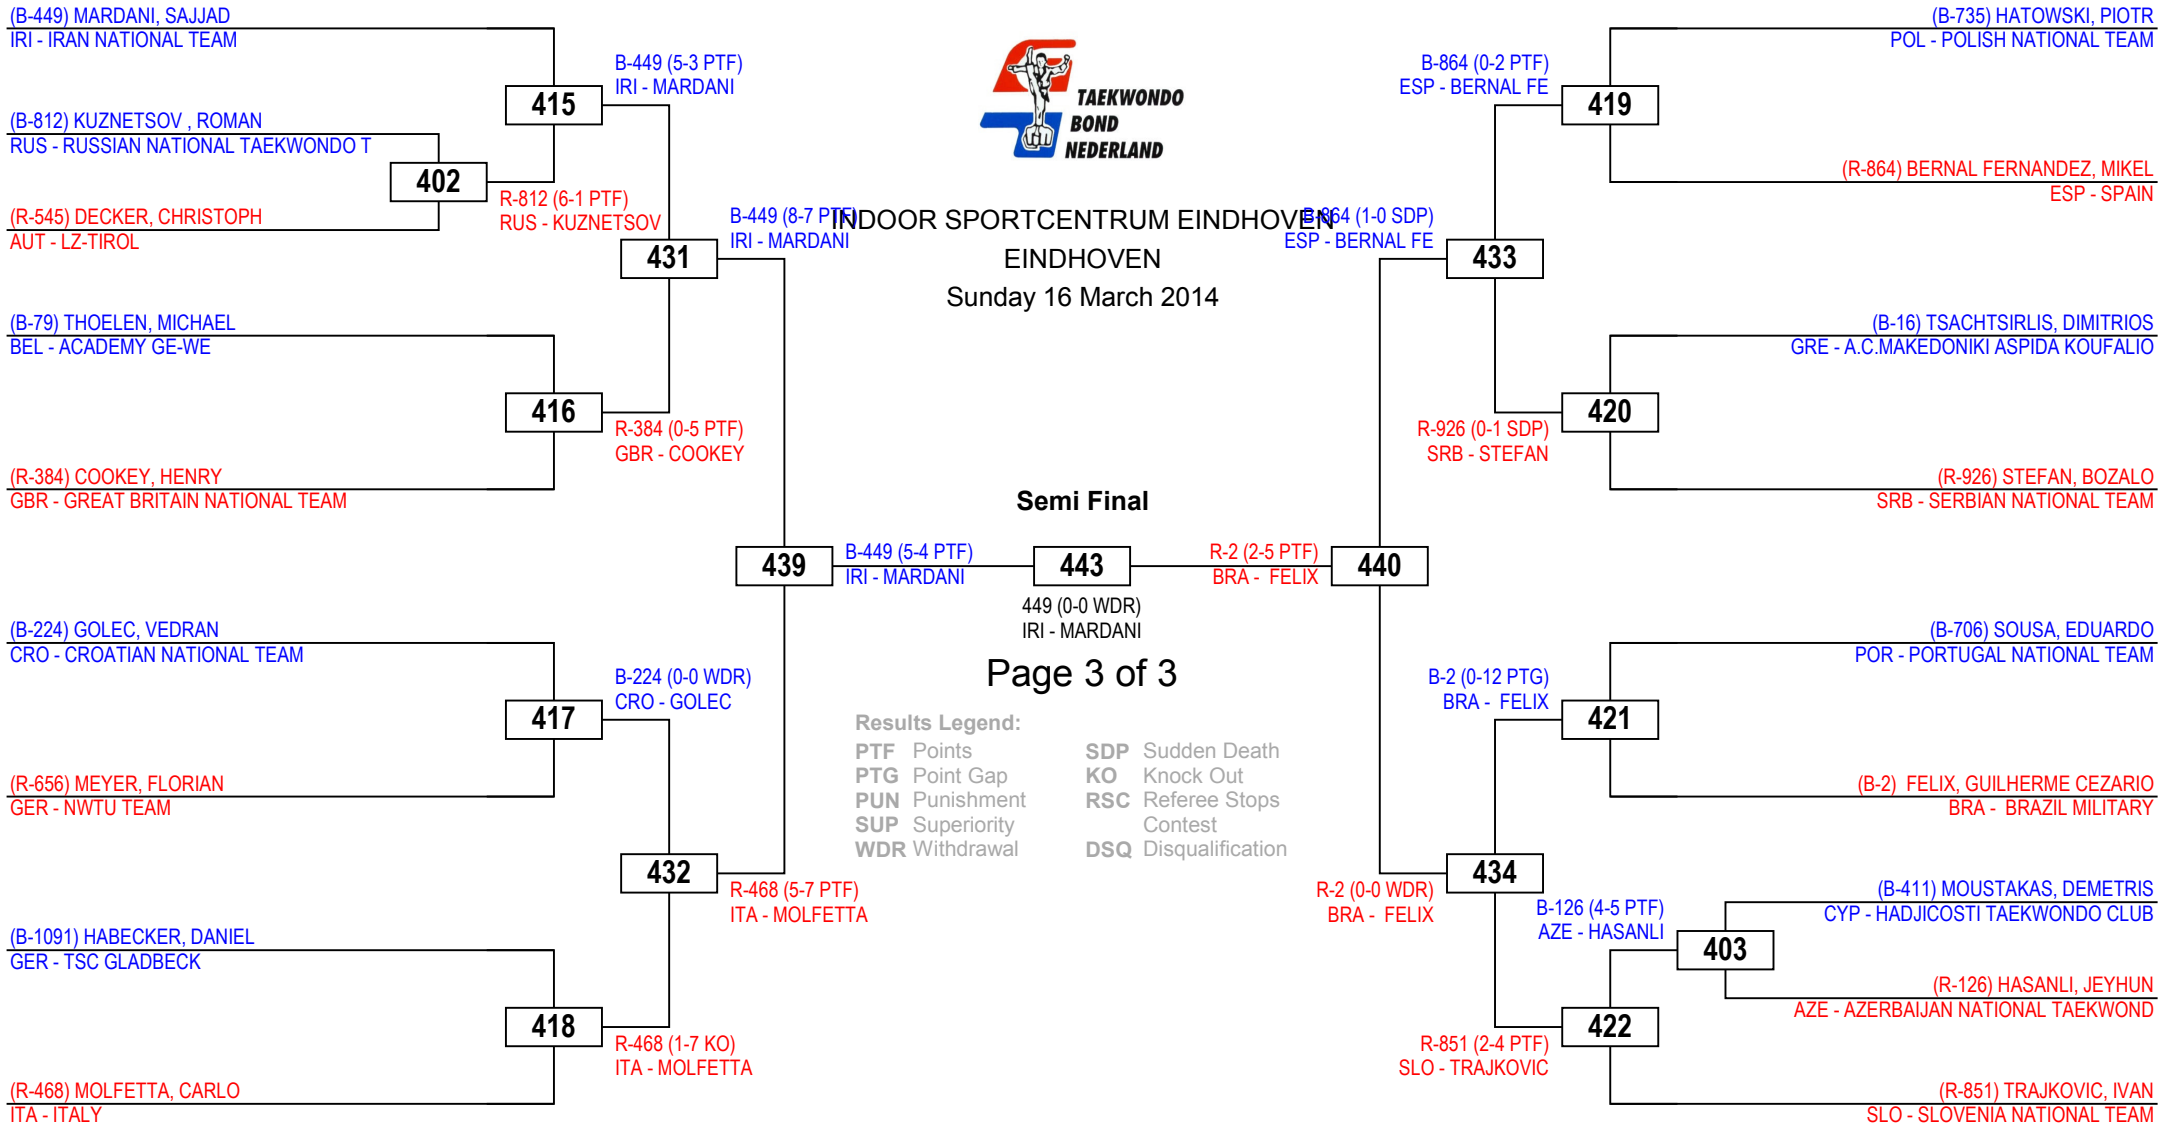 (B-449) MARDANI, SAJJAD
IRI - IRAN NATIONAL TEAM
(B-812) KUZNETSOV , ROMAN
RUS - RUSSIAN NATIONAL TAEKWONDO T
(R-545) DECKER, CHRISTOPH
AUT - LZ-TIROL
(B-79) THOELEN, MICHAEL
BEL - ACADEMY GE-WE
(R-384) COOKEY, HENRY
GBR - GREAT BRITAIN NATIONAL TEAM
(B-224) GOLEC, VEDRAN
CRO - CROATIAN NATIONAL TEAM
(R-656) MEYER, FLORIAN
GER - NWTU TEAM
(B-1091) HABECKER, DANIEL
GER - TSC GLADBECK
(R-468) MOLFETTA, CARLO
ITA - ITALY
402
R-812 (6-1 PTF)
RUS - KUZNETSOV
415
B-449 (5-3 PTF)
IRI - MARDANI
416
R-384 (0-5 PTF)
GBR - COOKEY
417
B-224 (0-0 WDR)
CRO - GOLEC
418
R-468 (1-7 KO)
ITA - MOLFETTA
431
B-449 (8-7 PTF)
IRI - MARDANI
432
R-468 (5-7 PTF)
ITA - MOLFETTA
439
B-449 (5-4 PTF)
IRI - MARDANI
TAEKWONDO
BOND
NEDERLAND
INDOOR SPORTCENTRUM EINDHOVEN
EINDHOVEN
Sunday 16 March 2014
Semi Final
443
449 (0-0 WDR)
IRI - MARDANI
Page 3 of 3
Results Legend:
PTF Points
PTG Point Gap
PUN Punishment
SUP Superiority
WDR Withdrawal
SDP Sudden Death
KO Knock Out
RSC Referee Stops
Contest
DSQ Disqualification
R-2 (2-5 PTF)
BRA -  FELIX
440
B-864 (1-0 SDP)
ESP - BERNAL FE
433
R-2 (0-0 WDR)
BRA -  FELIX
434
B-864 (0-2 PTF)
ESP - BERNAL FE
419
R-926 (0-1 SDP)
SRB - STEFAN
420
B-2 (0-12 PTG)
BRA -  FELIX
421
R-851 (2-4 PTF)
SLO - TRAJKOVIC
422
B-126 (4-5 PTF)
AZE - HASANLI
403
(B-735) HATOWSKI, PIOTR
POL - POLISH NATIONAL TEAM
(R-864) BERNAL FERNANDEZ, MIKEL
ESP - SPAIN
(B-16) TSACHTSIRLIS, DIMITRIOS
GRE - A.C.MAKEDONIKI ASPIDA KOUFALIO
(R-926) STEFAN, BOZALO
SRB - SERBIAN NATIONAL TEAM
(B-706) SOUSA, EDUARDO
POR - PORTUGAL NATIONAL TEAM
(B-2)  FELIX, GUILHERME CEZARIO
BRA -  BRAZIL MILITARY
(B-411) MOUSTAKAS, DEMETRIS
CYP - HADJICOSTI TAEKWONDO CLUB
(R-126) HASANLI, JEYHUN
AZE - AZERBAIJAN NATIONAL TAEKWOND
(R-851) TRAJKOVIC, IVAN
SLO - SLOVENIA NATIONAL TEAM